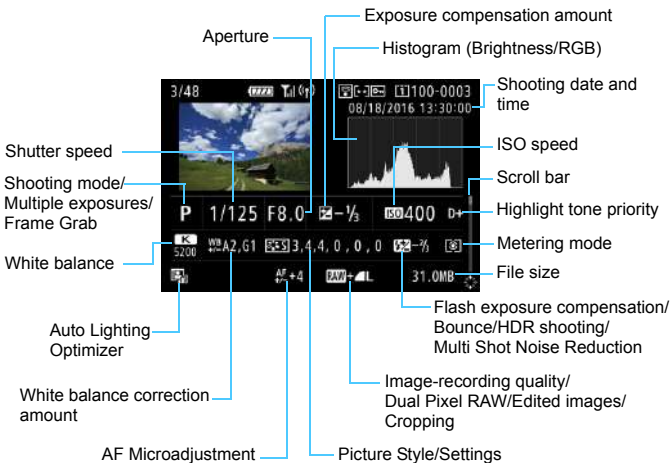 Exposure compensation amount
Aperture
Histogram (Brightness/RGB)
3/48
100-0003
08/18/2016 13:30:00
Shooting date and
time
Shutter speed
ISO speed
Shooting mode/
Multiple exposures/
Frame Grab
Scroll bar
P 1/125 F8.0 -1/3 ISO 400 D+
Highlight tone priority
White balance
K
5200
WB +/- A2,G1 3,4,4,0,0,0 -2/3
Metering mode
AF +/- +4 RAW+L 31.0MB
File size
Auto Lighting
Optimizer
Flash exposure compensation/
Bounce/HDR shooting/
Multi Shot Noise Reduction
White balance correction
amount
Image-recording quality/
Dual Pixel RAW/Edited images/
Cropping
AF Microadjustment
Picture Style/Settings